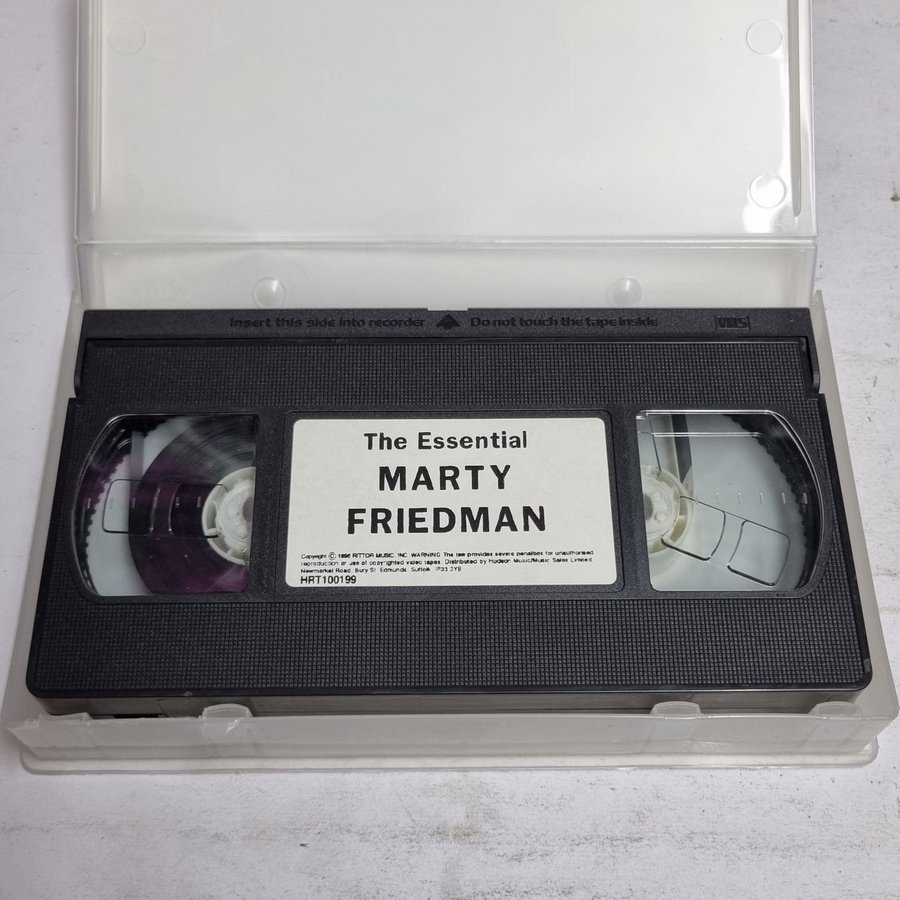 Insert this side into recorder ▲ Do not touch the tape inside VHS
The Essential
MARTY
FRIEDMAN
Copyright © 1996 RITTOR MUSIC, INC. WARNING: The law provides severe penalties for unauthorised
reproduction or use of copyrighted video tapes. Distributed by Hudson Music/Music Sales Limited,
Newmarket Road, Bury St. Edmunds, Suffolk, IP33 3YB
HRT100199